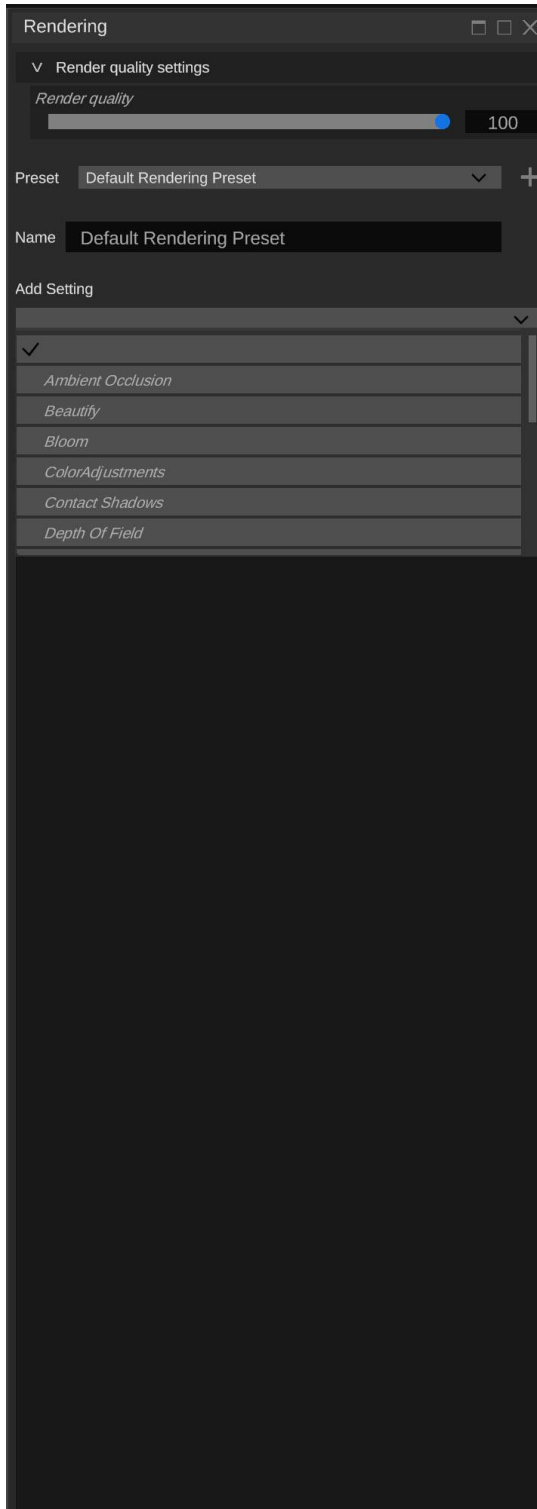 Rendering
Render quality settings
Render quality
100
Preset Default Rendering Preset
Name Default Rendering Preset
Add Setting
Ambient Occlusion
Beautify
Bloom
ColorAdjustments
Contact Shadows
Depth Of Field